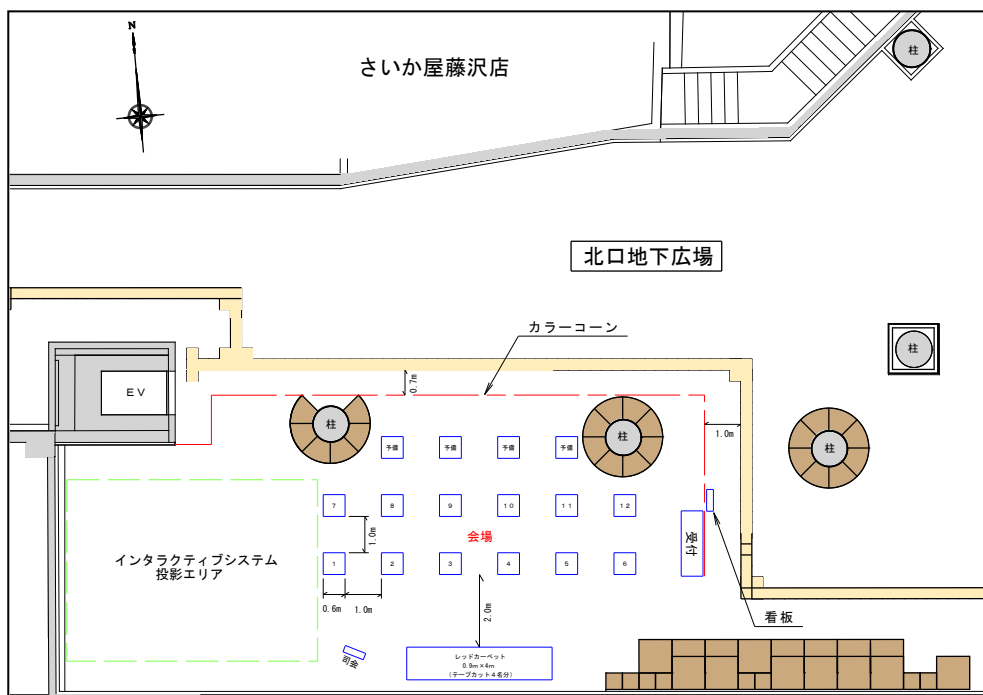 N
さいか屋藤沢店
柱
北口地下広場
カラーコーン
柱
EV
0.7m
柱
柱
柱
1.0m
予備
予備
予備
予備
7
8
9
10
11
12
1.0m
会場
受付
インタラクティブシステム
投影エリア
1
2
3
4
5
6
0.6m
1.0m
2.0m
看板
司会
レッドカーペット
0.9m×4m
(テープカット4名分)